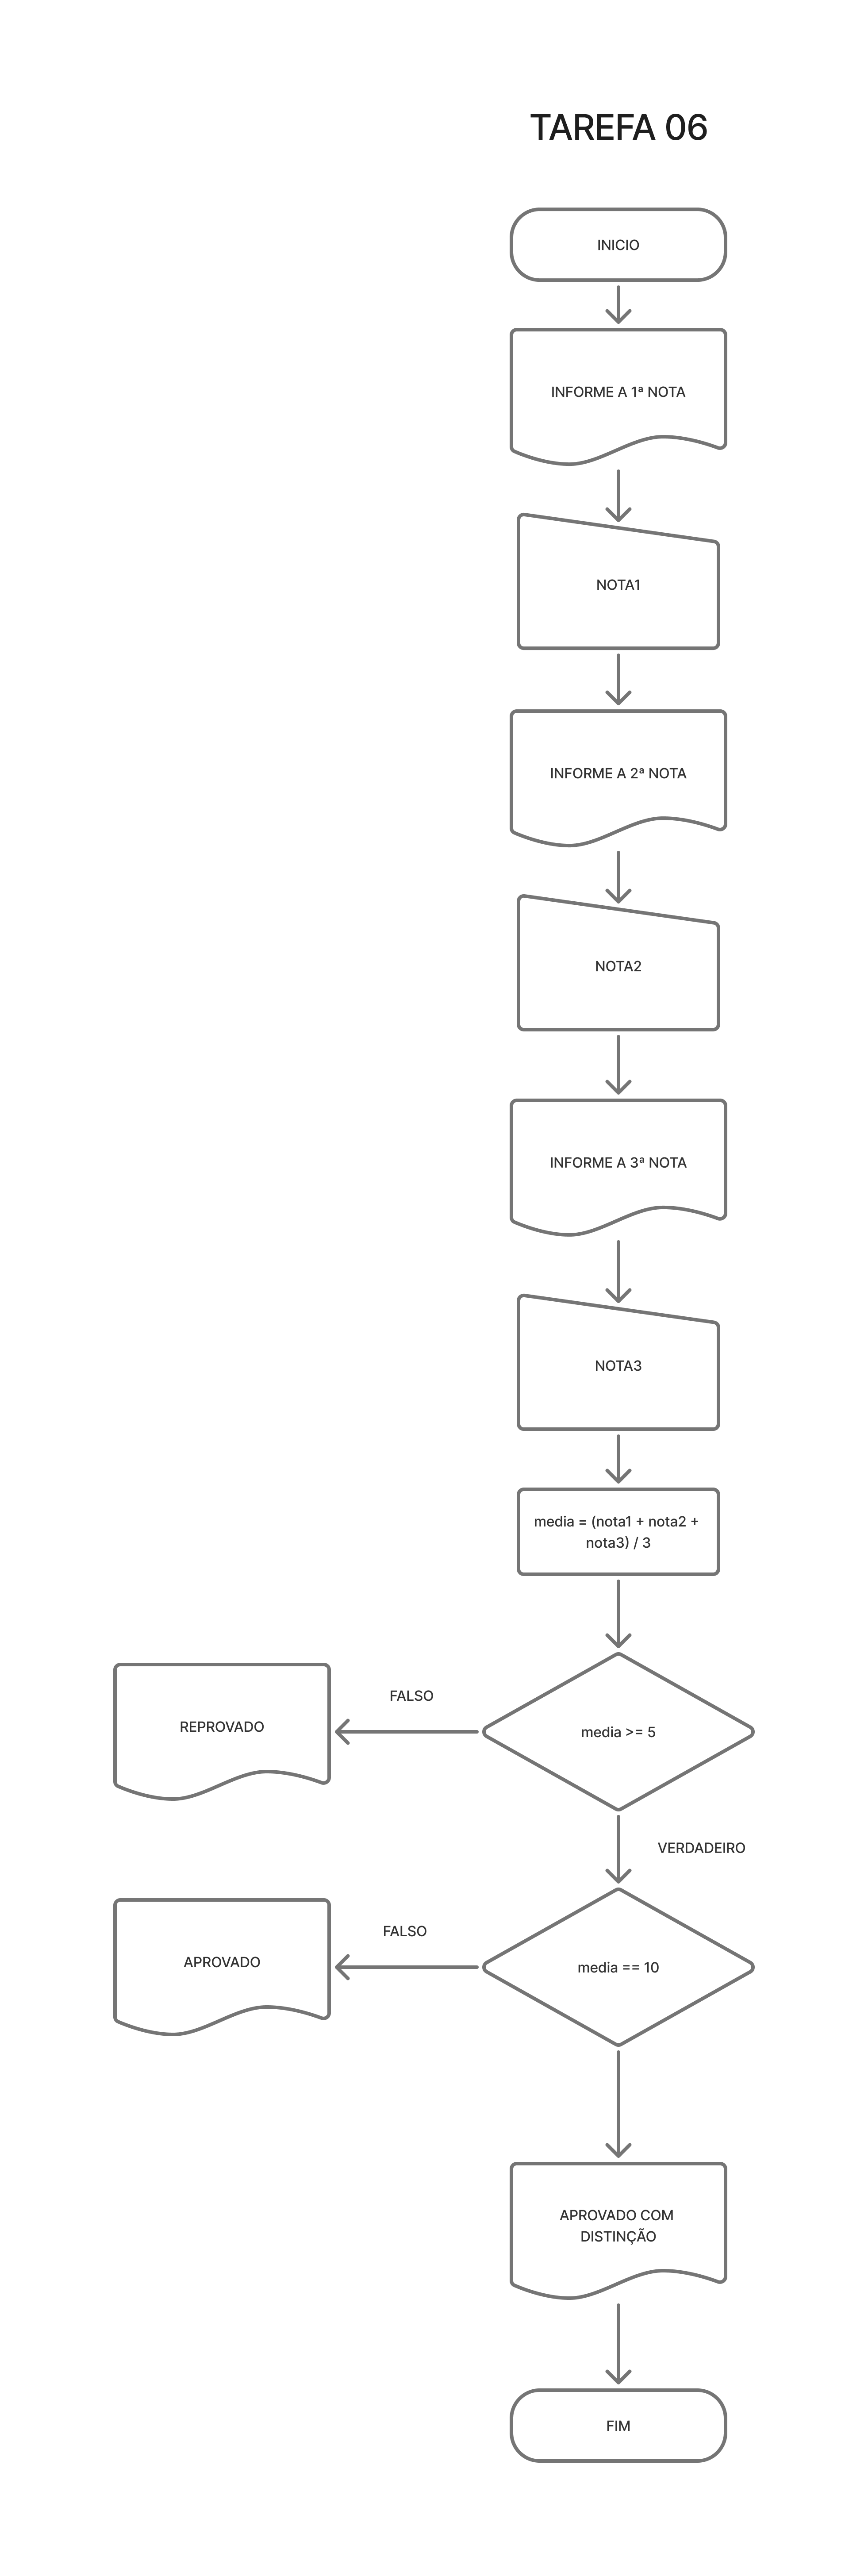 TAREFA 06
INICIO
INFORME A 1ª NOTA
NOTA1
INFORME A 2ª NOTA
NOTA2
INFORME A 3ª NOTA
NOTA3
media = (nota1 + nota2 +
nota3) / 3
media >= 5
FALSO
REPROVADO
VERDADEIRO
media == 10
FALSO
APROVADO
APROVADO COM
DISTINÇÃO
FIM